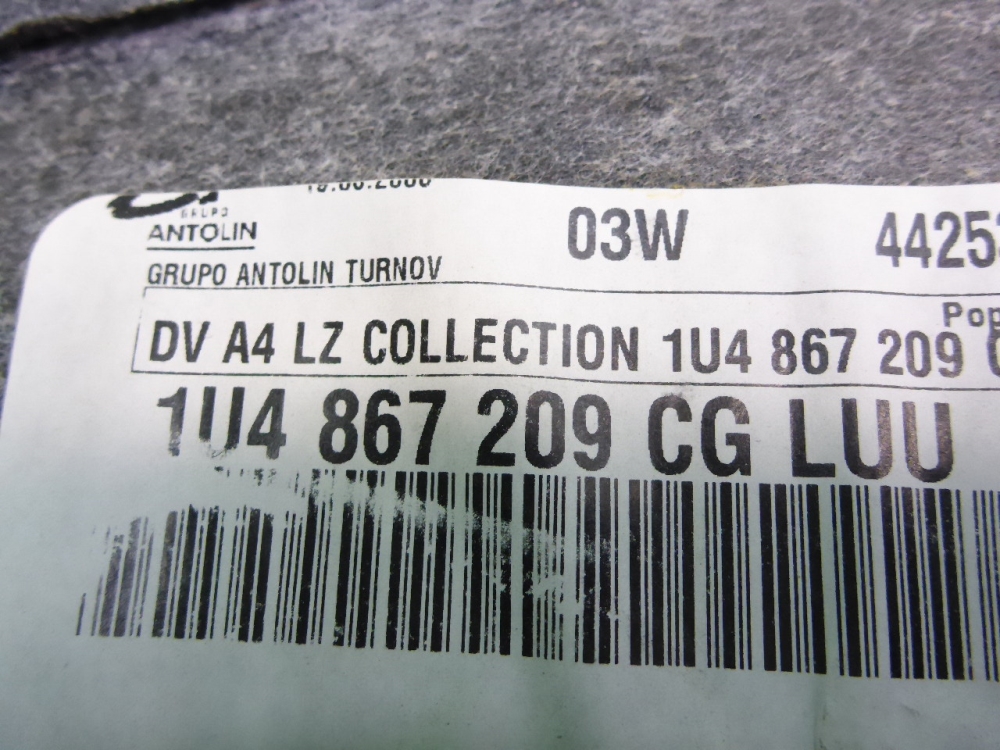 GRUPO
ANTOLIN
03W
GRUPO ANTOLIN TURNOV
DV A4 LZ COLLECTION 1U4 867 209
1U4 867 209 CG LUU